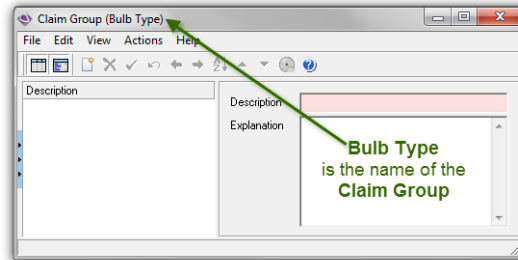 Claim Group (Bulb Type)
File Edit View Actions Help
Description
Description
Explanation
Bulb Type
is the name of the
Claim Group